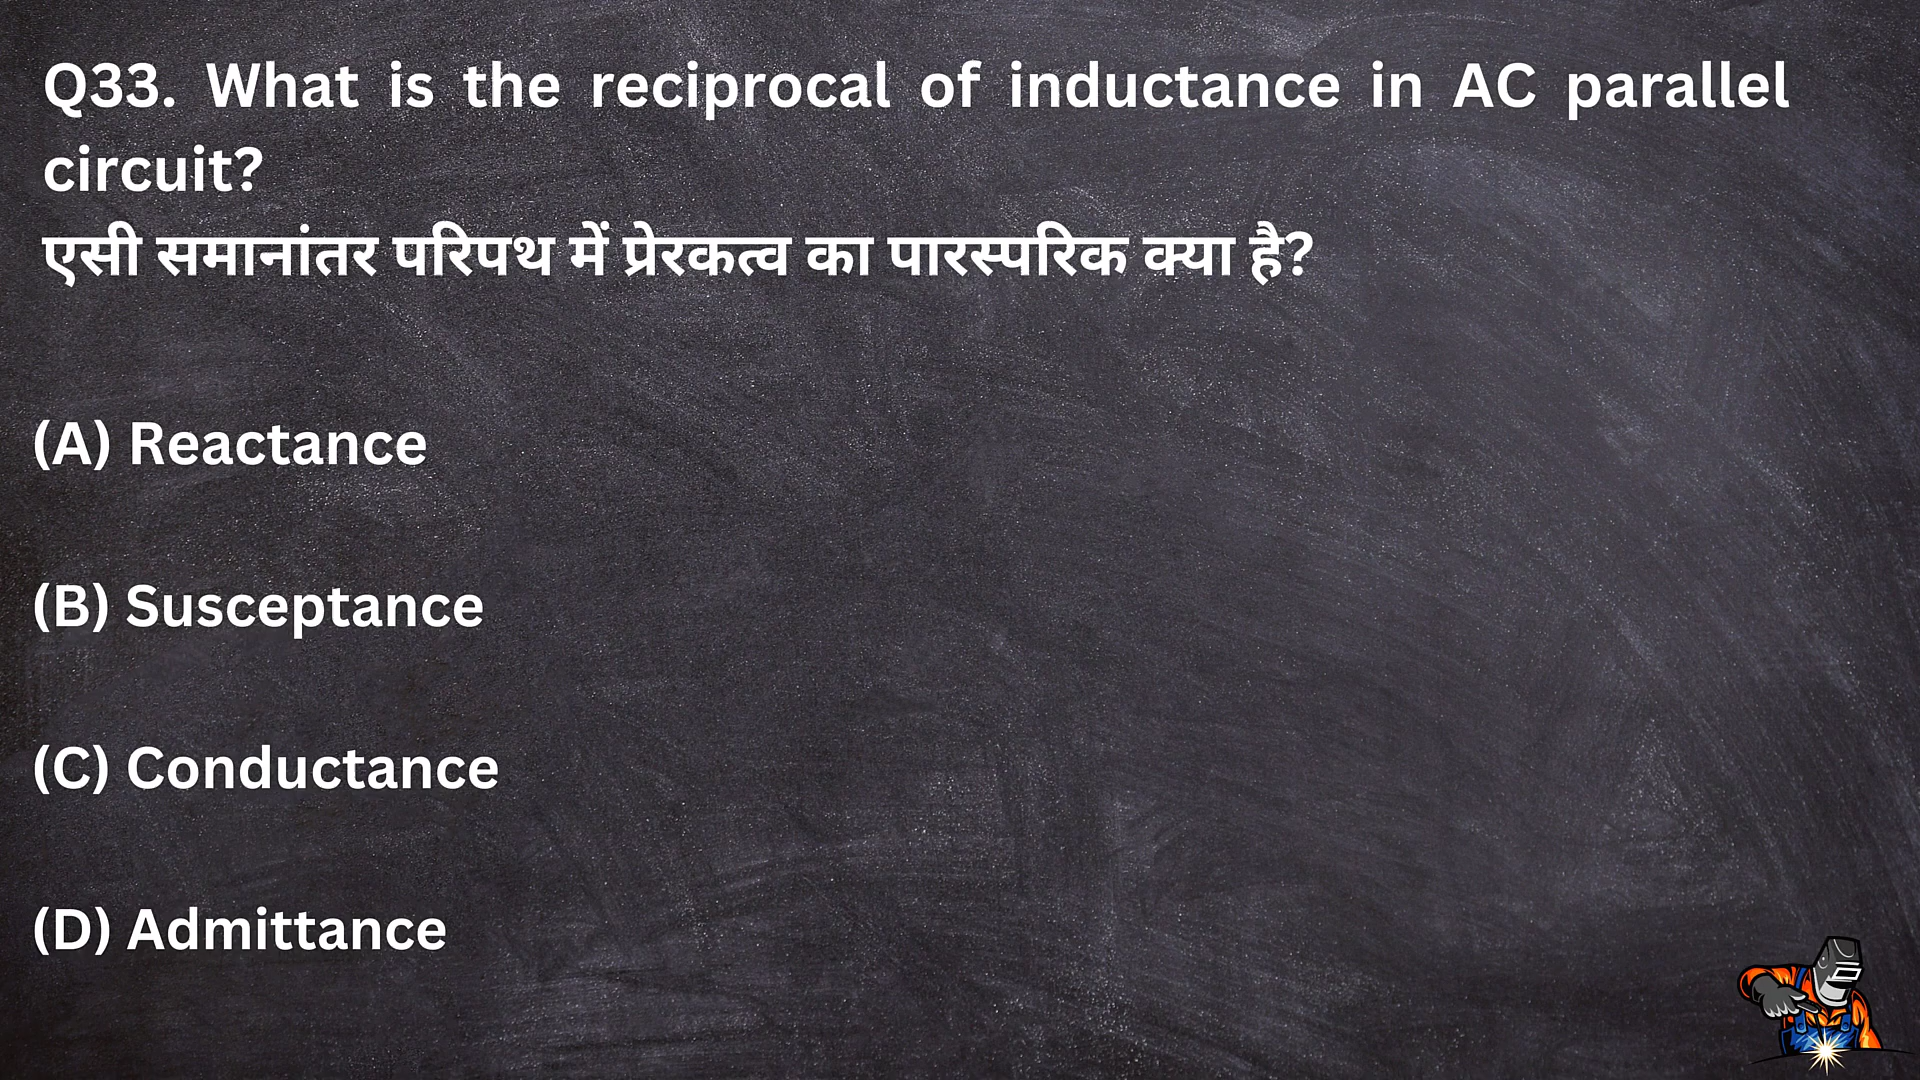 Q33. What is the reciprocal of inductance in AC parallel
circuit?
एसी समानांतर परिपथ में प्रेरकत्व का पारस्परिक क्या है?
(A) Reactance
(B) Susceptance
(C) Conductance
(D) Admittance